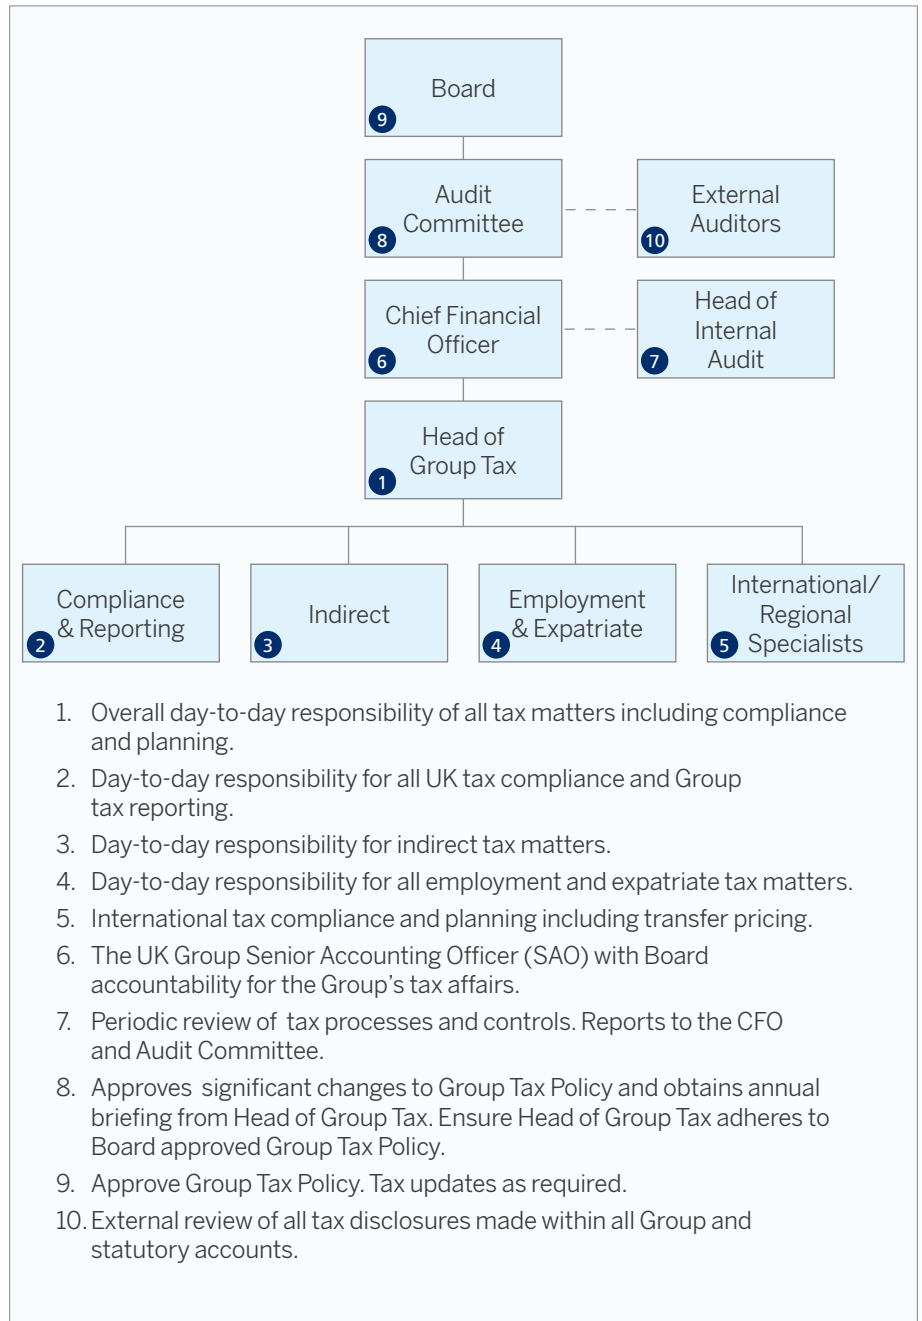 Board
9
Audit
Committee
8
External
Auditors
10
Chief Financial
Officer
6
Head of
Internal
Audit
7
Head of
Group Tax
1
Compliance
& Reporting
2
Indirect
3
Employment
& Expatriate
4
International/
Regional
Specialists
5
1. Overall day-to-day responsibility of all tax matters including compliance
and planning.
2. Day-to-day responsibility for all UK tax compliance and Group
tax reporting.
3. Day-to-day responsibility for indirect tax matters.
4. Day-to-day responsibility for all employment and expatriate tax matters.
5. International tax compliance and planning including transfer pricing.
6. The UK Group Senior Accounting Officer (SAO) with Board
accountability for the Group's tax affairs.
7. Periodic review of tax processes and controls. Reports to the CFO
and Audit Committee.
8. Approves significant changes to Group Tax Policy and obtains annual
briefing from Head of Group Tax. Ensure Head of Group Tax adheres to
Board approved Group Tax Policy.
9. Approve Group Tax Policy. Tax updates as required.
10. External review of all tax disclosures made within all Group and
statutory accounts.